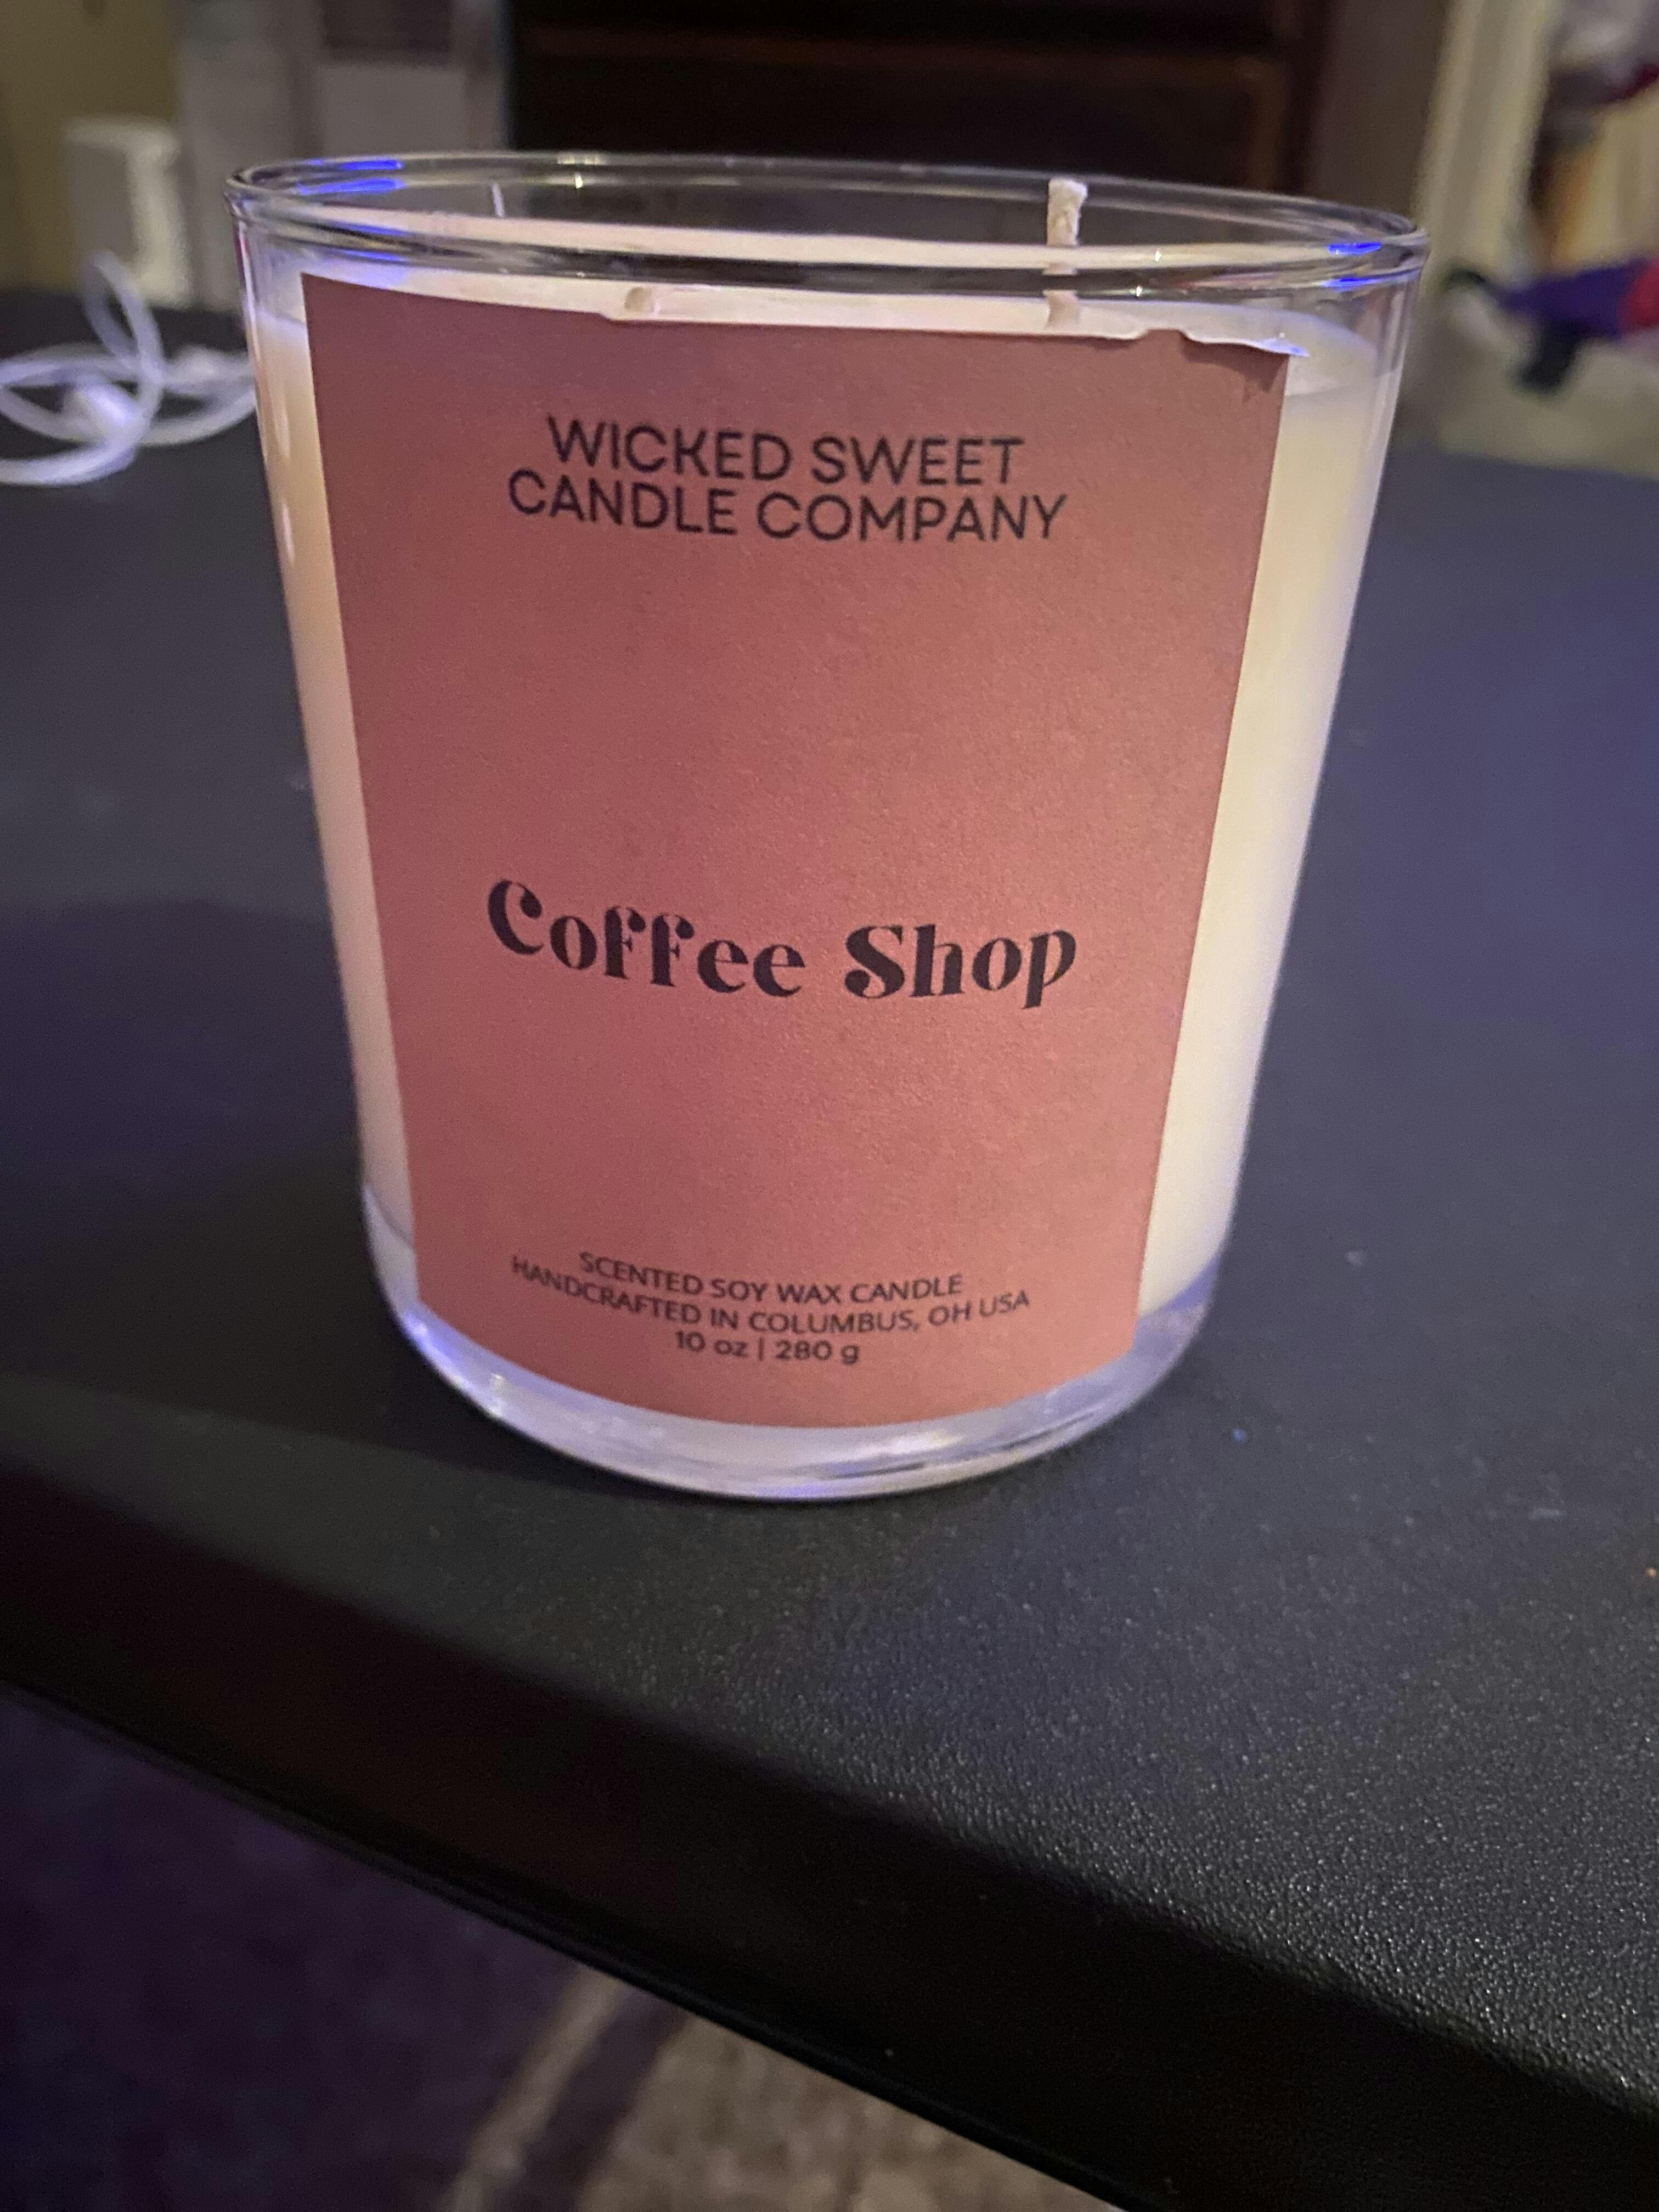 WICKED SWEET
CANDLE COMPANY
Coffee Shop
SCENTED SOY WAX CANDLE
HANDCRAFTED IN COLUMBUS, OH USA
10 oz | 280 g